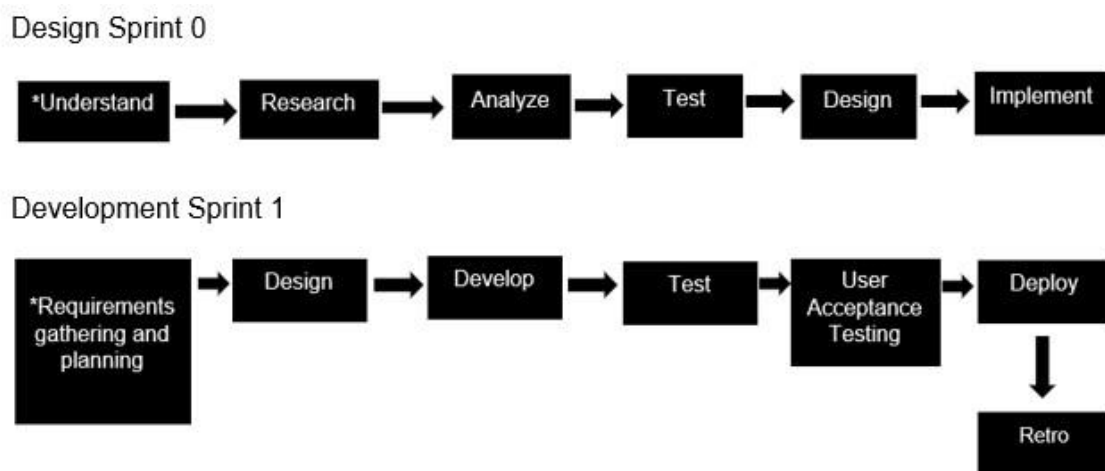 Design Sprint 0
*Understand
Research
Analyze
Test
Design
Implement
Development Sprint 1
*Requirements
gathering and
planning
Design
Develop
Test
User
Acceptance
Testing
Deploy
Retro